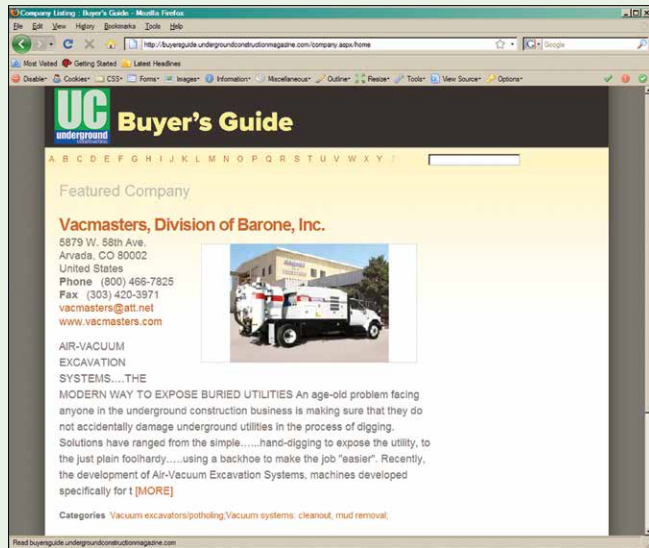 Company Listing : Buyer's Guide - Mozilla Firefox
File Edit View History Bookmarks Tools Help
http://buyersguide.undergroundconstructionmagazine.com/company.aspx/home
Google
Most Visited Getting Started Latest Headlines
Disable Cookies CSS Forms Images Information Miscellaneous Outline Resize Tools View Source Options
UC
underground
Buyer's Guide
A B C D E F G H I J K L M N O P Q R S T U V W X Y
Featured Company
Vacmasters, Division of Barone, Inc.
5879 W. 58th Ave.
Arvada, CO 80002
United States
Phone (800) 466-7825
Fax (303) 420-3971
vacmasters@att.net
www.vacmasters.com
AIR-VACUUM
EXCAVATION
SYSTEMS....THE
MODERN WAY TO EXPOSE BURIED UTILITIES An age-old problem facing
anyone in the underground construction business is making sure that they do
not accidentally damage underground utilities in the process of digging.
Solutions have ranged from the simple......hand-digging to expose the utility, to
the just plain foolhardy.....using a backhoe to make the job "easier". Recently,
the development of Air-Vacuum Excavation Systems, machines developed
specifically for t [MORE]
Categories Vacuum excavators/potholing;Vacuum systems: cleanout, mud removal;
Read buyersguide.undergroundconstructionmagazine.com